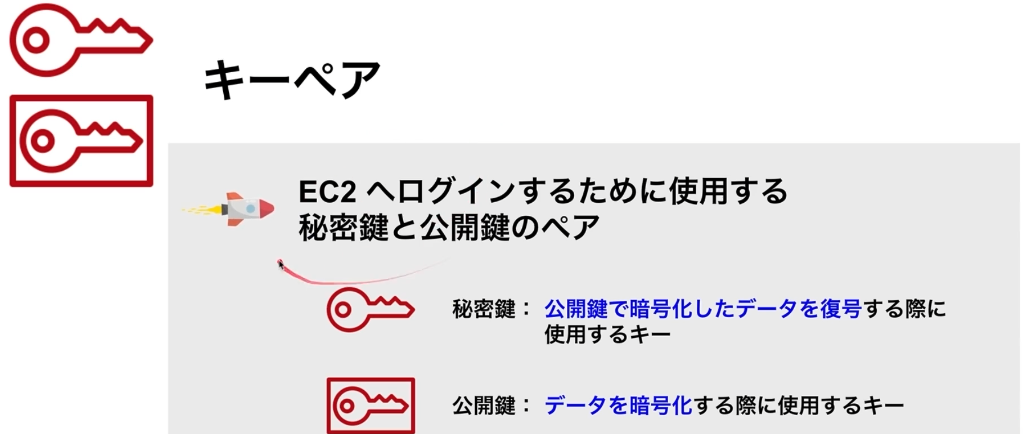 キーペア
EC2 へログインするために使用する
秘密鍵と公開鍵のペア
秘密鍵： 公開鍵で暗号化したデータを復号する際に
使用するキー
公開鍵： データを暗号化する際に使用するキー